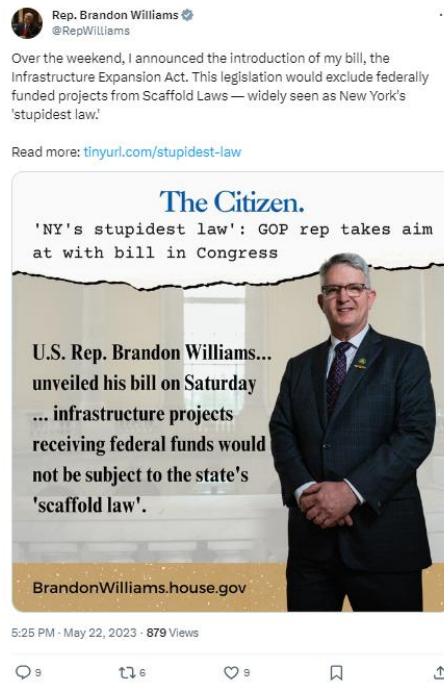 Rep. Brandon Williams
@RepWilliams
Over the weekend, I announced the introduction of my bill, the
Infrastructure Expansion Act. This legislation would exclude federally
funded projects from Scaffold Laws — widely seen as New York's
'stupidest law.'
Read more: tinyurl.com/stupidest-law
The Citizen.
'NY's stupidest law': GOP rep takes aim
at with bill in Congress
U.S. Rep. Brandon Williams...
unveiled his bill on Saturday
... infrastructure projects
receiving federal funds would
not be subject to the state's
'scaffold law'.
BrandonWilliams.house.gov
5:25 PM · May 22, 2023 · 879 Views
9 6 9